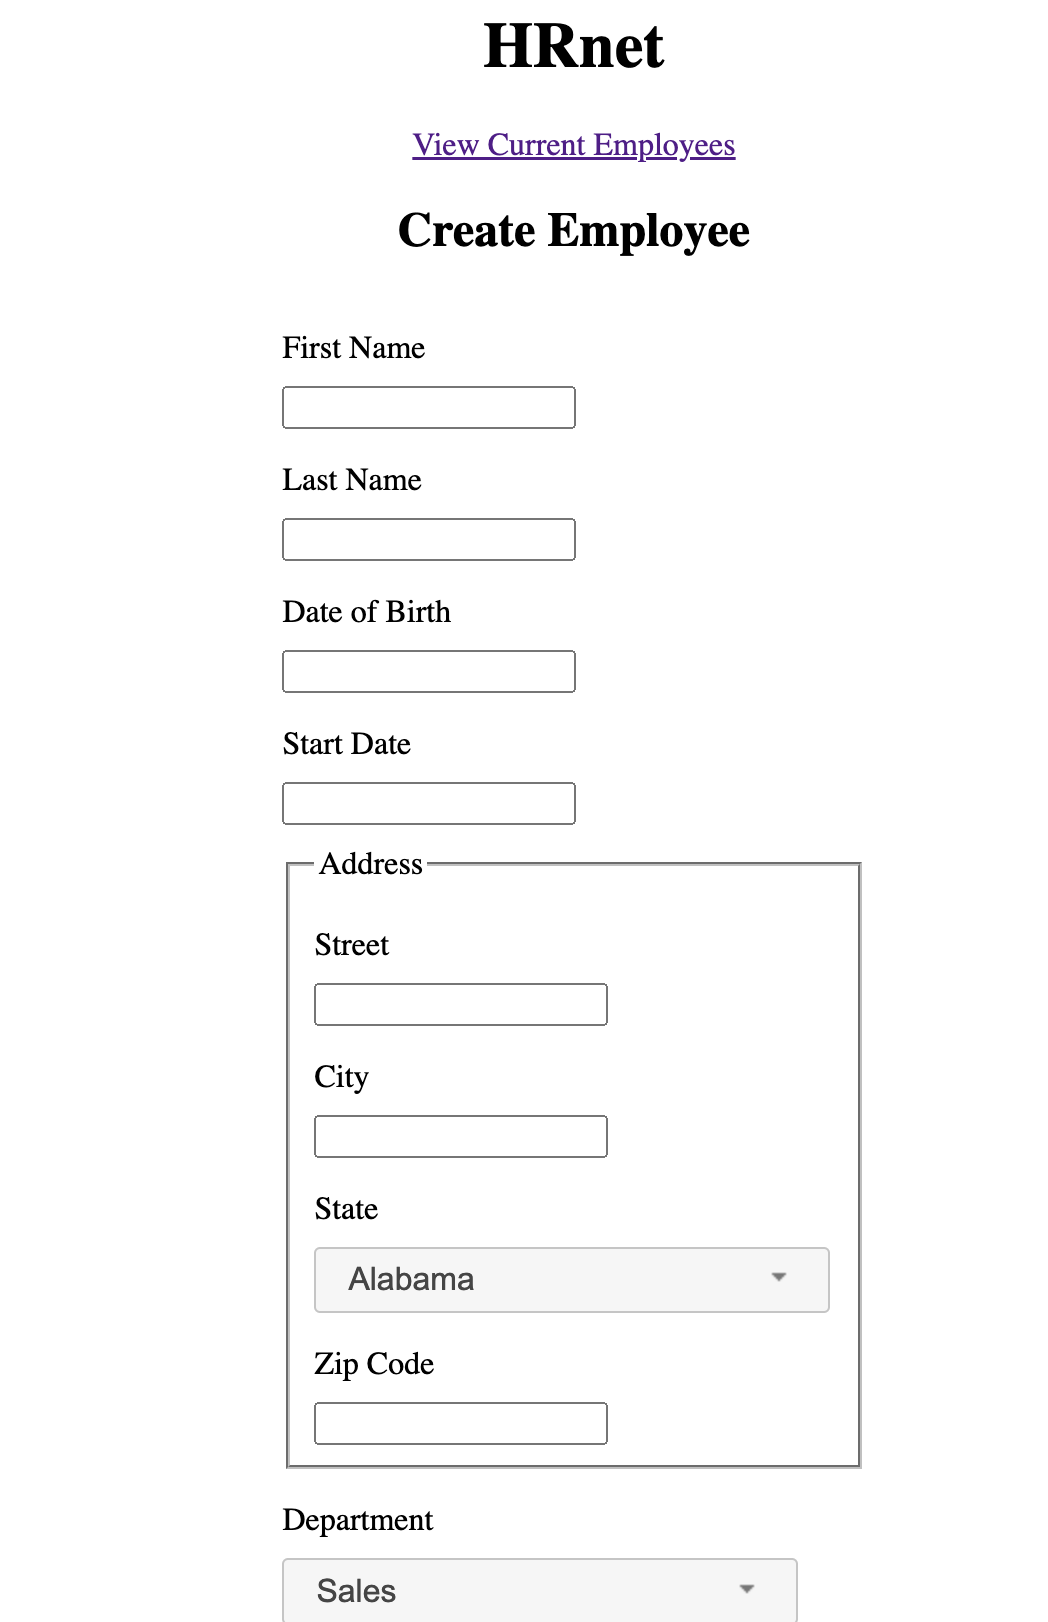 HRnet
View Current Employees
Create Employee
First Name
Last Name
Date of Birth
Start Date
Address
Street
City
State
Alabama
Zip Code
Department
Sales